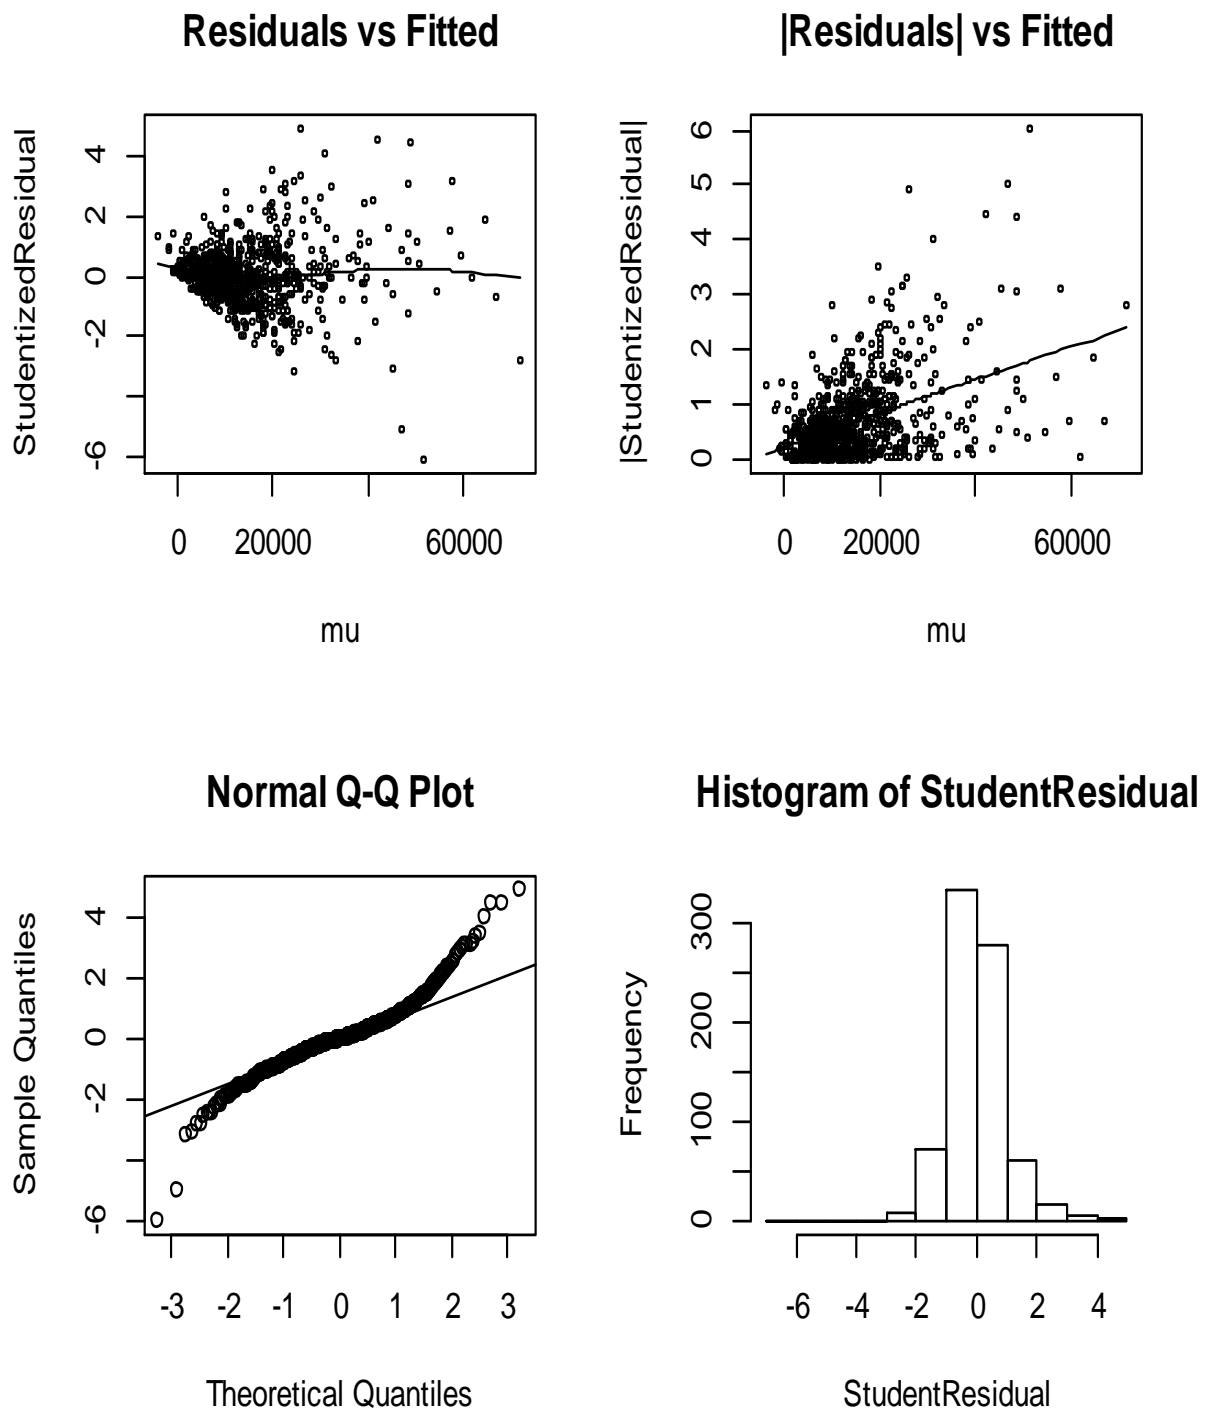 Residuals vs Fitted
StudentizedResidual
4
2
0
-2
-6
0 20000 60000
mu
|Residuals| vs Fitted
|StudentizedResidual|
6
5
4
3
2
1
0
0 20000 60000
mu
Normal Q-Q Plot
Sample Quantiles
4
2
0
-2
-6
-3 -2 -1 0 1 2 3
Theoretical Quantiles
Histogram of StudentResidual
Frequency
300
200
100
0
-6 -4 -2 0 2 4
StudentResidual